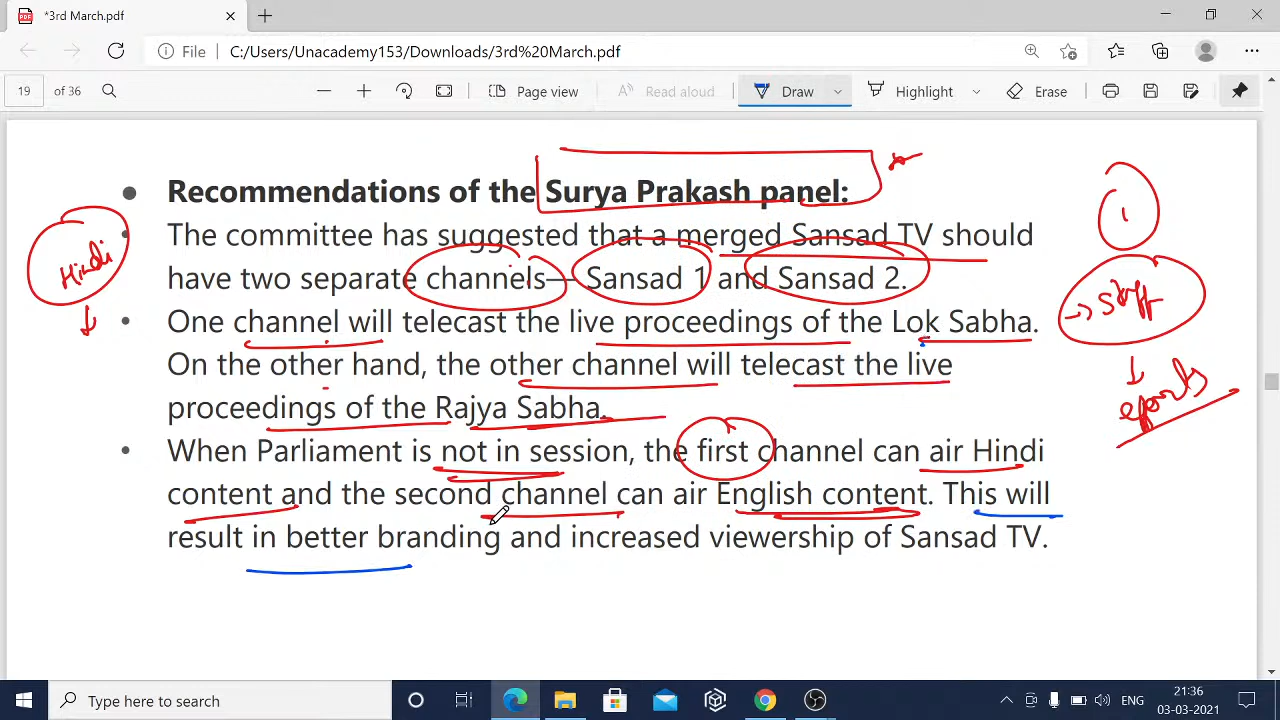 *3rd March.pdf
File C:/Users/Unacademy153/Downloads/3rd%20March.pdf
19 of 36 Page view Read aloud Draw Highlight Erase
Recommendations of the Surya Prakash panel:
The committee has suggested that a merged Sansad TV should
have two separate channels— Sansad 1 and Sansad 2.
One channel will telecast the live proceedings of the Lok Sabha.
On the other hand, the other channel will telecast the live
proceedings of the Rajya Sabha.
When Parliament is not in session, the first channel can air Hindi
content and the second channel can air English content. This will
result in better branding and increased viewership of Sansad TV.
Hindi
1
→ Staff
Type here to search
ENG
21:36
03-03-2021